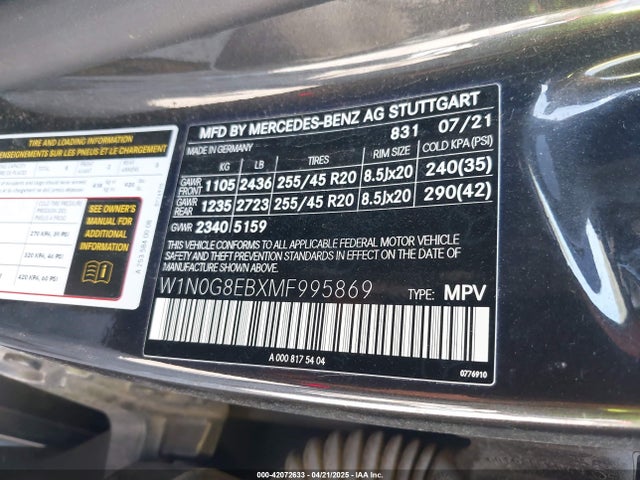 TIRE AND LOADING INFORMATION
RENSEIGNEMENTS SUR LES PNEUS ET LE CHARGEMENT
SEE OWNER'S
MANUAL FOR
ADDITIONAL
INFORMATION
MFD BY MERCEDES-BENZ AG STUTTGART
MADE IN GERMANY 831 07/21
KG LB TIRES RIM SIZE COLD KPA (PSI)
GAWR FRONT 1105 2436 255/45 R20 8.5Jx20 240(35)
GAWR REAR 1235 2723 255/45 R20 8.5Jx20 290(42)
GVWR 2340 5159
THIS VEHICLE CONFORMS TO ALL APPLICABLE FEDERAL MOTOR VEHICLE
SAFETY AND THEFT PREVENTION STANDARDS IN EFFECT ON THE DATE
OF MANUFACTURE SHOWN ABOVE
W1N0G8EBXMF995869 TYPE: MPV
A 000 817 54 04
0776910
000-42072633 - 04/21/2025 - IAA Inc.